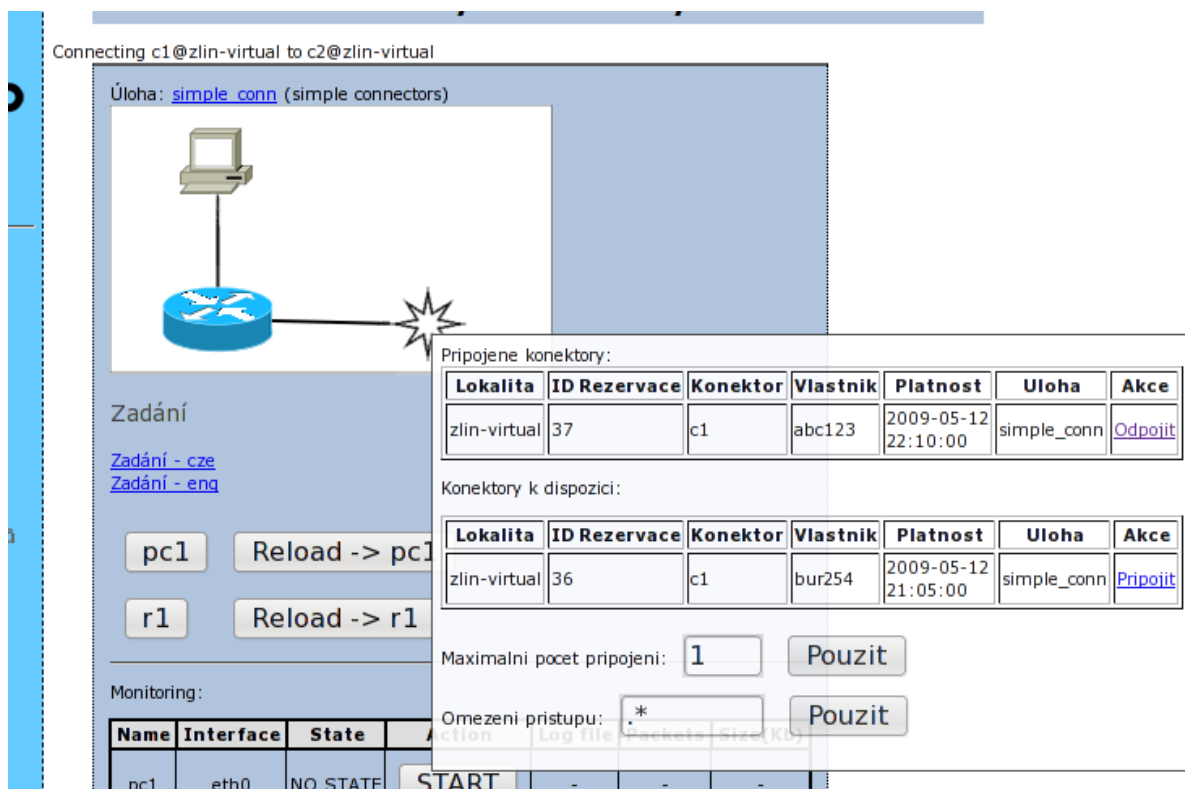 Connecting c1@zlin-virtual to c2@zlin-virtual
Úloha: simple_conn (simple connectors)
Zadání
Zadání - cze
Zadání - eng
pc1 Reload -> pc1
r1 Reload -> r1
Monitoring:
Name Interface State Action Log file Packets Size(Kb)
pc1 eth0 NO_STATE START - - -
Pripojene konektory:
Lokalita ID Rezervace Konektor Vlastnik Platnost Uloha Akce
zlin-virtual 37 c1 abc123 2009-05-12 22:10:00 simple_conn Odpojit
Konektory k dispozici:
Lokalita ID Rezervace Konektor Vlastnik Platnost Uloha Akce
zlin-virtual 36 c1 bur254 2009-05-12 21:05:00 simple_conn Pripojit
Maximalni pocet pripojeni: 1 Pouzit
Omezeni pristupu: .* Pouzit